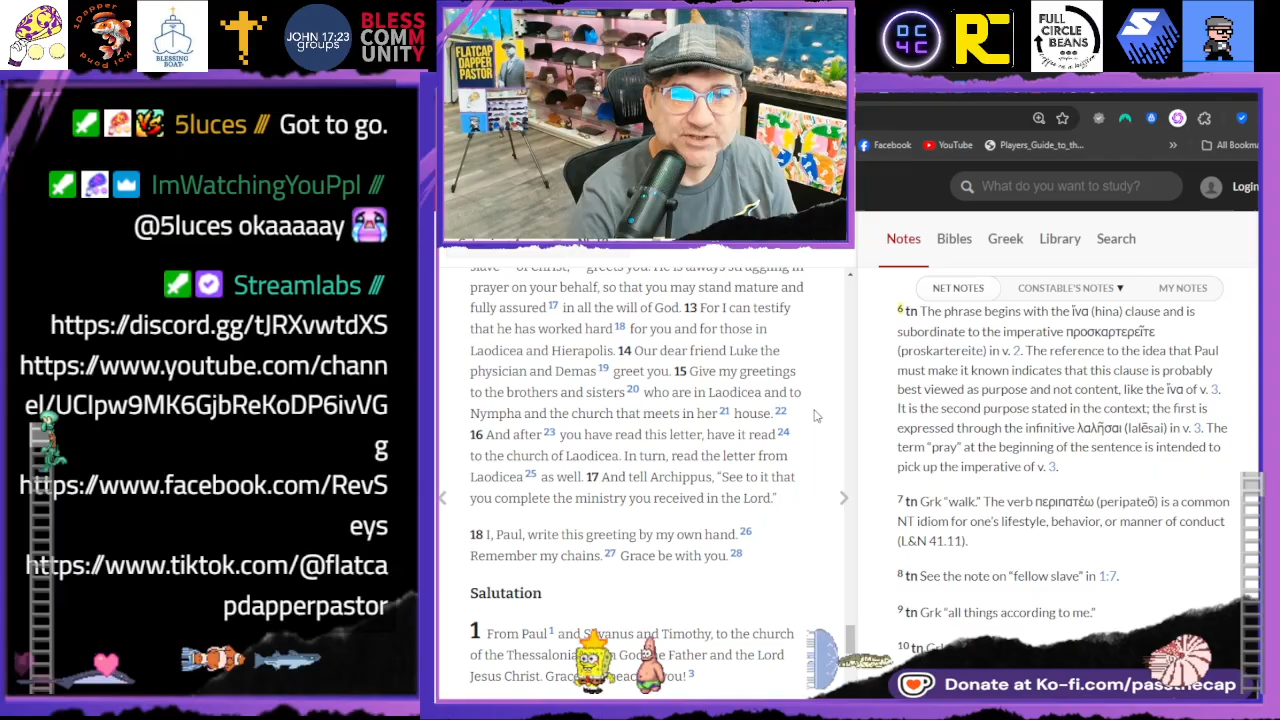 BLESSING BOAT
JOHN 17:23
groups
BLESS
COMM
UNITY
FLATCAP
DAPPER
PASTOR
OC
4C
RC
FULL
CIRCLE
BEANS
5luces /// Got to go.
ImWatchingYouPpl ///
@5luces okaaaaay
Streamlabs ///
https://discord.gg/tJRXvwtdXS
https://www.youtube.com/chann
el/UCIpw9MK6GjbReKoDP6ivVG
g
https://www.facebook.com/RevS
eys
https://www.tiktok.com/@flatca
pdapperpastor
prayer on your behalf, so that you may stand mature and
fully assured 17 in all the will of God. 13 For I can testify
that he has worked hard 18 for you and for those in
Laodicea and Hierapolis. 14 Our dear friend Luke the
physician and Demas 19 greet you. 15 Give my greetings
to the brothers and sisters 20 who are in Laodicea and to
Nympha and the church that meets in her 21 house. 22
16 And after 23 you have read this letter, have it read 24
to the church of Laodicea. In turn, read the letter from
Laodicea 25 as well. 17 And tell Archippus, “See to it that
you complete the ministry you received in the Lord.”
18 I, Paul, write this greeting by my own hand. 26
Remember my chains. 27 Grace be with you. 28
Salutation
1 From Paul 1 and Silvanus and Timothy, to the church
of the Thessalonians in God the Father and the Lord
Jesus Christ. Grace and peace to you! 3
Facebook
YouTube
Players_Guide_to_th...
»
All Bookma
What do you want to study?
Login
Notes Bibles Greek Library Search
NET NOTES CONSTABLE'S NOTES ▼ MY NOTES
6 tn The phrase begins with the ἵνα (hina) clause and is
subordinate to the imperative προσκαρτερεῖτε
(proskartereite) in v. 2. The reference to the idea that Paul
must make it known indicates that this clause is probably
best viewed as purpose and not content, like the ἵνα of v. 3.
It is the second purpose stated in the context; the first is
expressed through the infinitive λαλῆσαι (lalēsai) in v. 3. The
term “pray” at the beginning of the sentence is intended to
pick up the imperative of v. 3.
7 tn Grk “walk.” The verb περιπατέω (peripateō) is a common
NT idiom for one’s lifestyle, behavior, or manner of conduct
(L&N 41.11).
8 tn See the note on “fellow slave” in 1:7.
9 tn Grk “all things according to me.”
10 tn
Donate at Ko-fi.com/passthecap